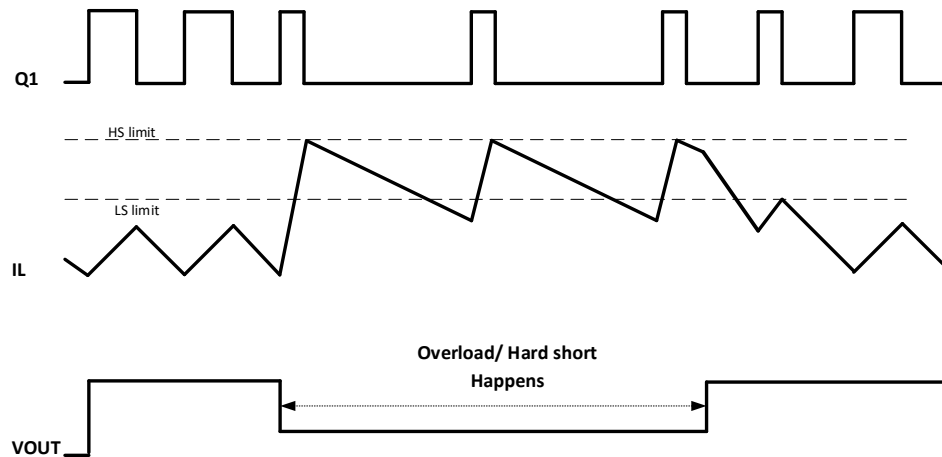 Q1
HS limit
LS limit
IL
Overload/ Hard short
Happens
VOUT